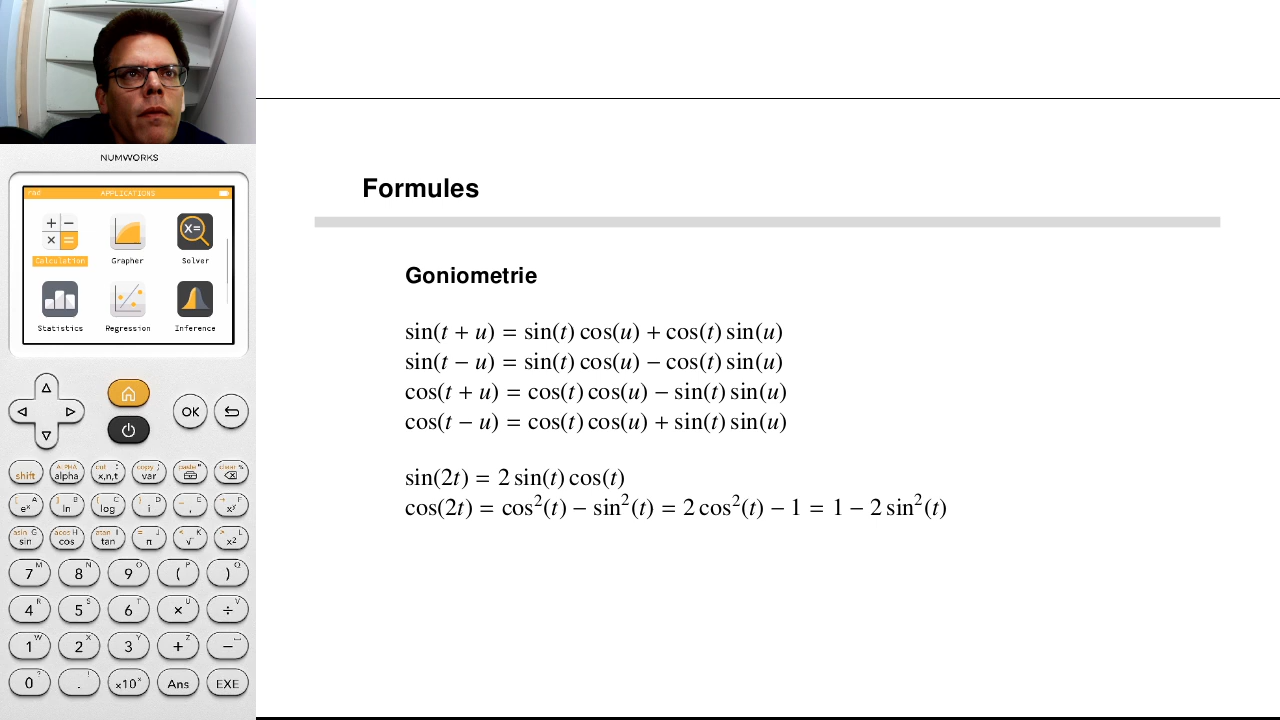 NUMWORKS
rad APPLICATIONS
Calculation Grapher Solver
Statistics Regression Inference
OK
shift alpha x,n,t var
ln log i , 
sin cos tan π √ x²
7 8 9 ( )
4 5 6 × ÷
1 2 3 + −
0 . ×10ˣ Ans EXE
Formules
Goniometrie
sin(t + u) = sin(t) cos(u) + cos(t) sin(u)
sin(t − u) = sin(t) cos(u) − cos(t) sin(u)
cos(t + u) = cos(t) cos(u) − sin(t) sin(u)
cos(t − u) = cos(t) cos(u) + sin(t) sin(u)
sin(2t) = 2 sin(t) cos(t)
cos(2t) = cos²(t) − sin²(t) = 2 cos²(t) − 1 = 1 − 2 sin²(t)